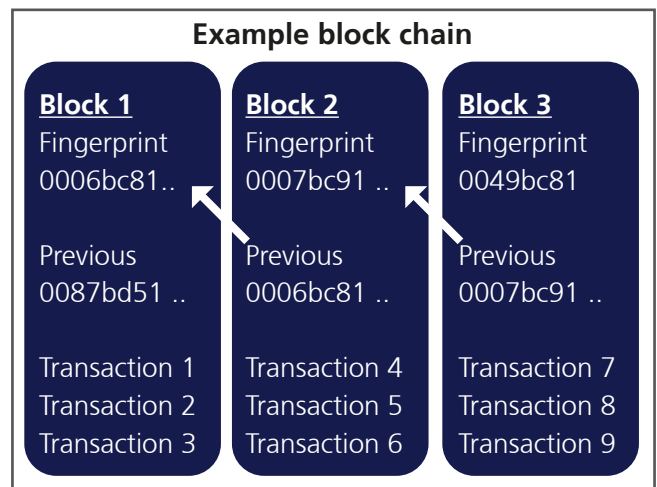 Example block chain
Block 1
Fingerprint
0006bc81..
Previous
0087bd51 ..
Transaction 1
Transaction 2
Transaction 3
Block 2
Fingerprint
0007bc91 ..
Previous
0006bc81 ..
Transaction 4
Transaction 5
Transaction 6
Block 3
Fingerprint
0049bc81
Previous
0007bc91 ..
Transaction 7
Transaction 8
Transaction 9